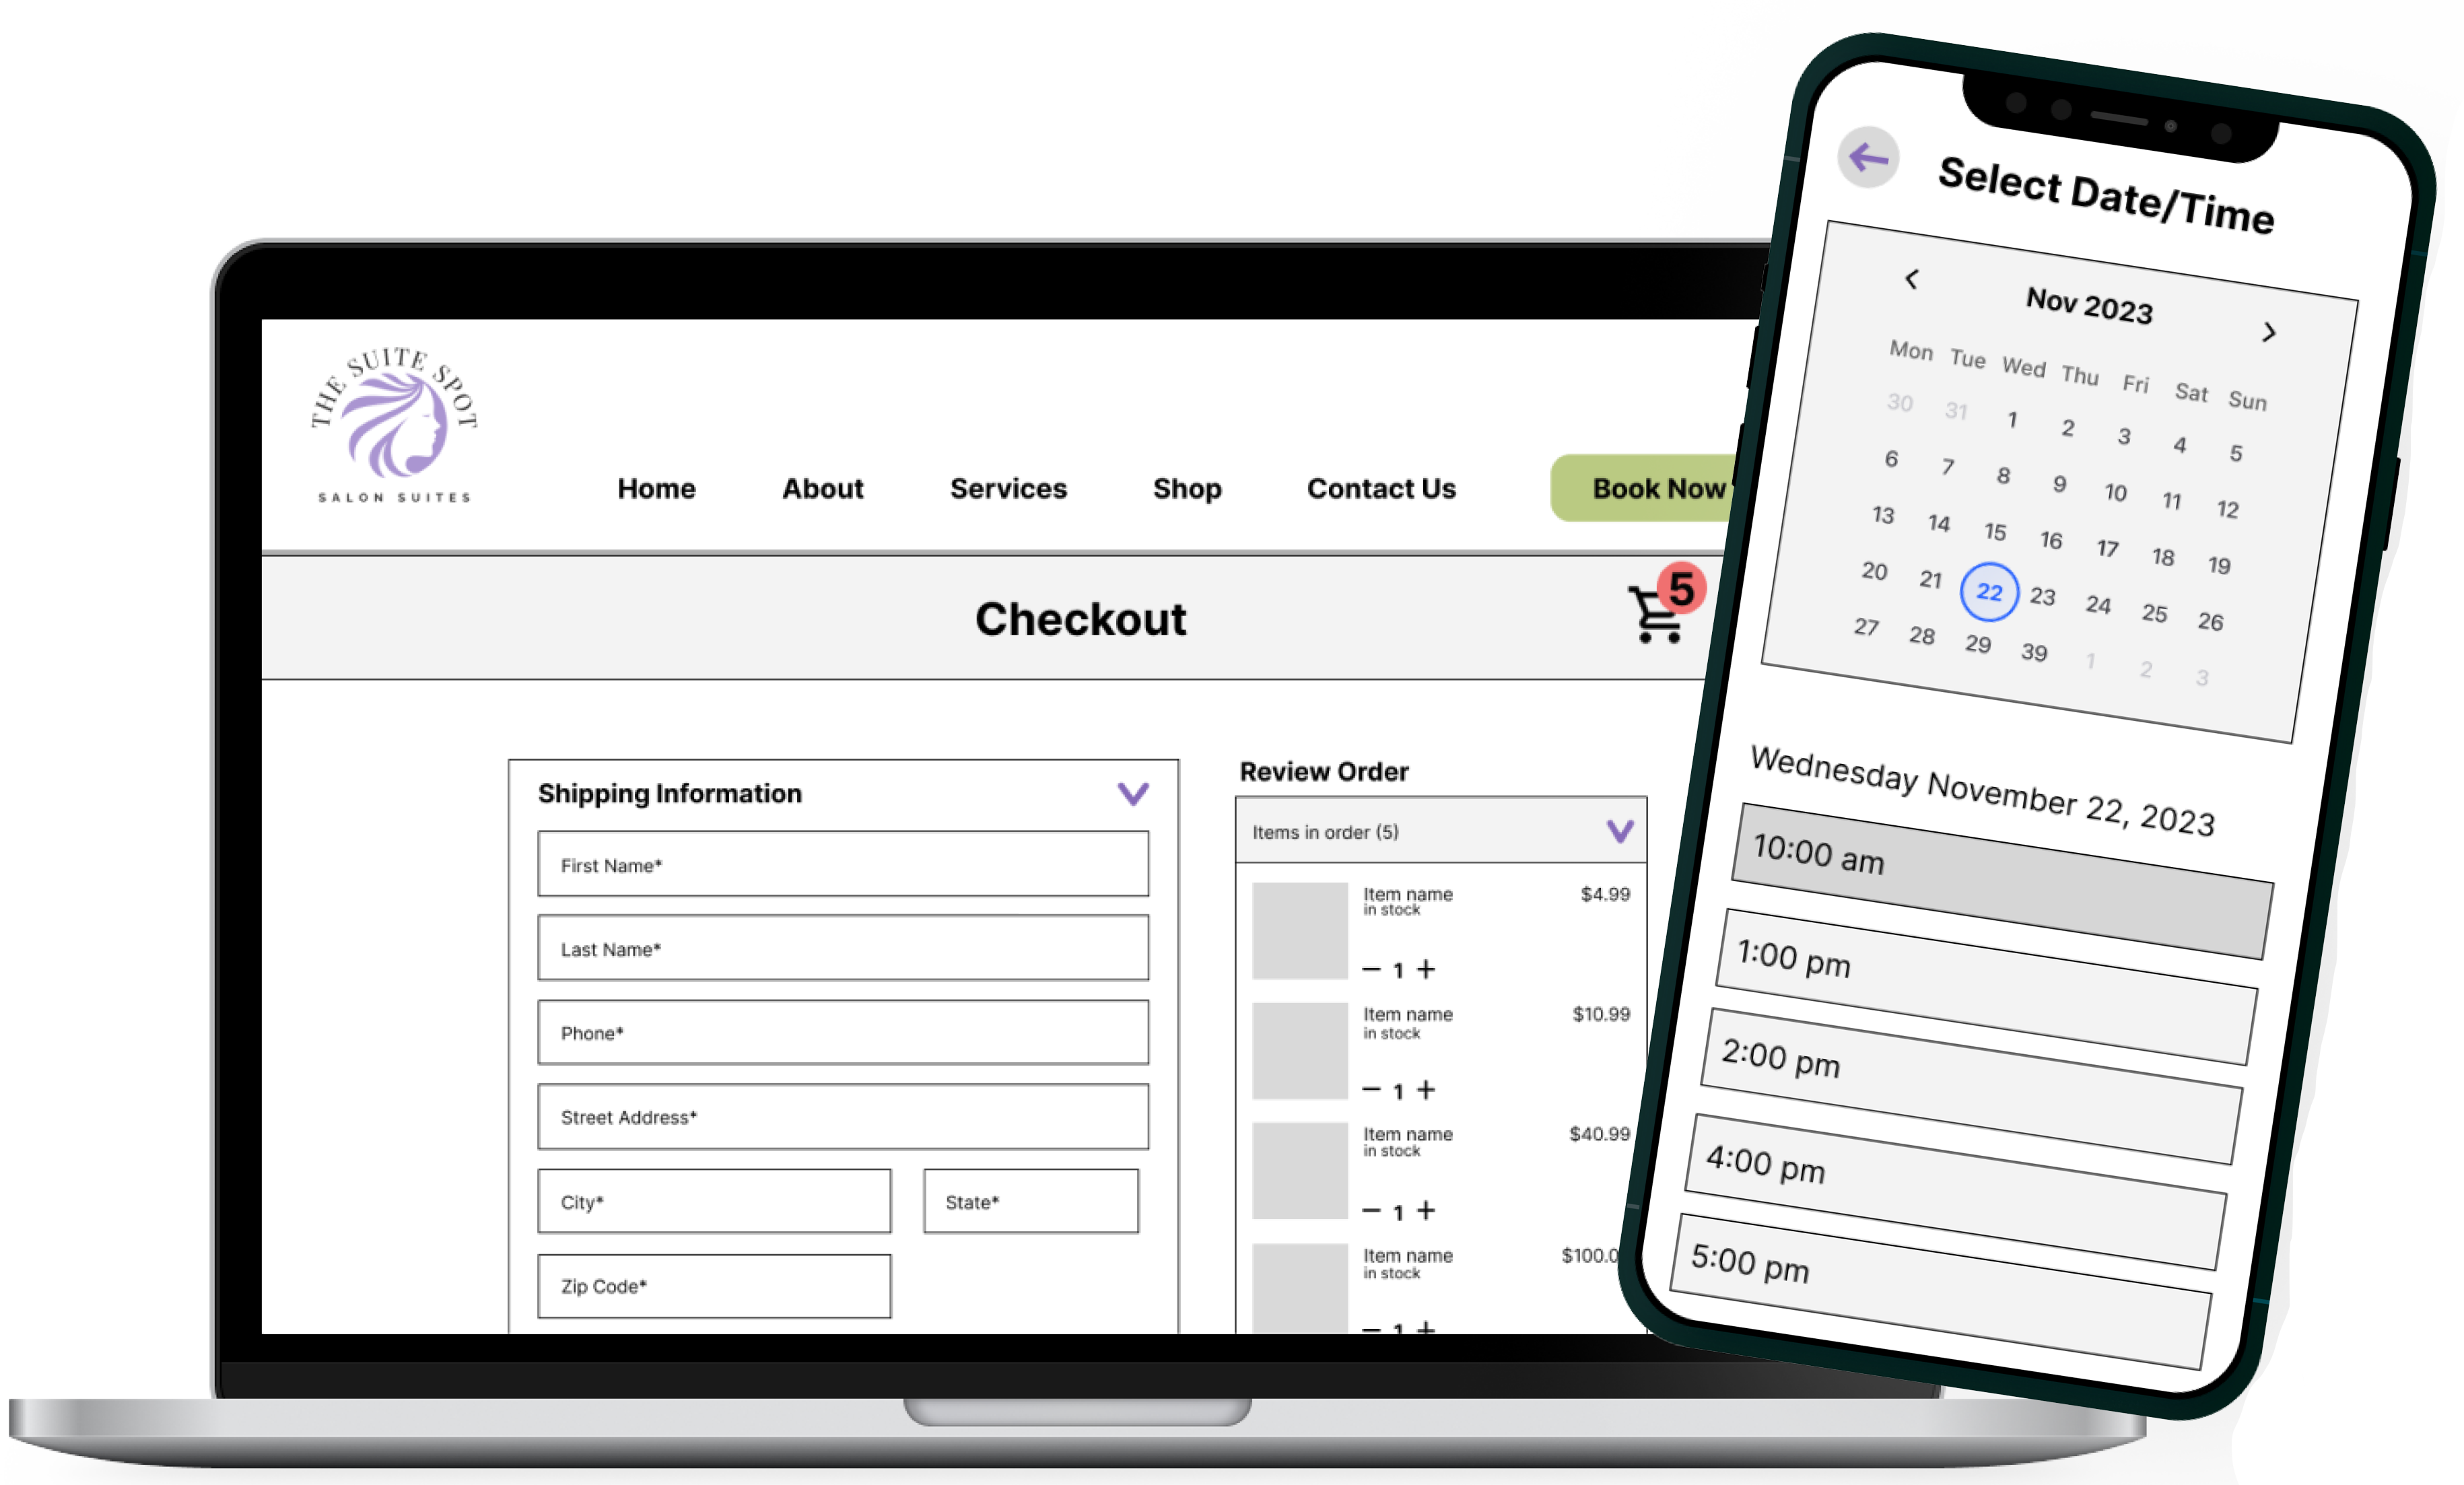 THE SUITE SPOT
SALON SUITES
Home About Services Shop Contact Us Book Now
Checkout
5
Shipping Information
First Name*
Last Name*
Phone*
Street Address*
City* State*
Zip Code*
Review Order
Items in order (5)
Item name $4.99
in stock
− 1 +
Item name $10.99
in stock
− 1 +
Item name $40.99
in stock
− 1 +
Item name $100.0
in stock
− 1 +
Select Date/Time
< Nov 2023 >
Mon Tue Wed Thu Fri Sat Sun
30 31 1 2 3 4 5
6 7 8 9 10 11 12
13 14 15 16 17 18 19
20 21 22 23 24 25 26
27 28 29 39 1 2 3
Wednesday November 22, 2023
10:00 am
1:00 pm
2:00 pm
4:00 pm
5:00 pm